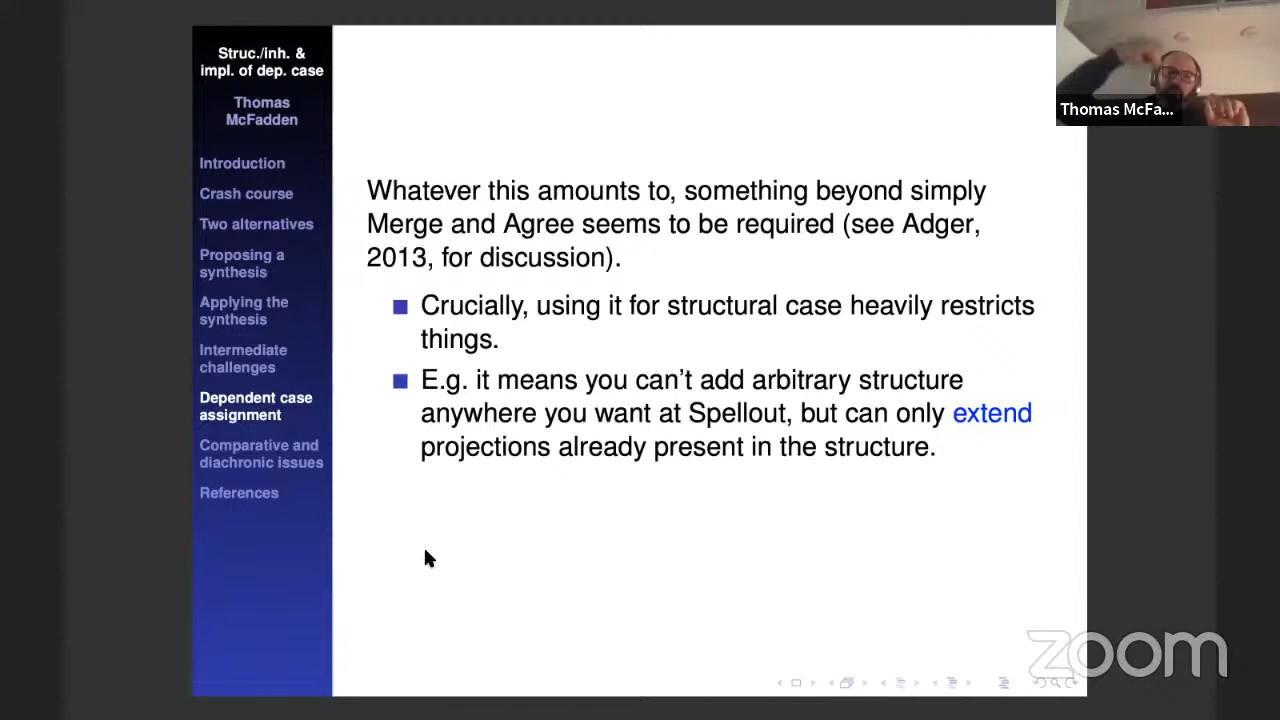 Struc./inh. &
impl. of dep. case
Thomas
McFadden
Introduction
Crash course
Two alternatives
Proposing a
synthesis
Applying the
synthesis
Intermediate
challenges
Dependent case
assignment
Comparative and
diachronic issues
References
Whatever this amounts to, something beyond simply
Merge and Agree seems to be required (see Adger,
2013, for discussion).
Crucially, using it for structural case heavily restricts
things.
E.g. it means you can't add arbitrary structure
anywhere you want at Spellout, but can only extend
projections already present in the structure.
Thomas McFa...
zoom